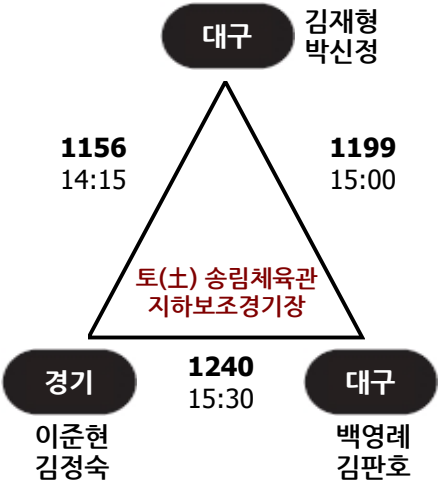 대구
김재형
박신정
1156
14:15
1199
15:00
토(土) 송림체육관
지하보조경기장
1240
15:30
경기
이준현
김정숙
대구
백영례
김판호